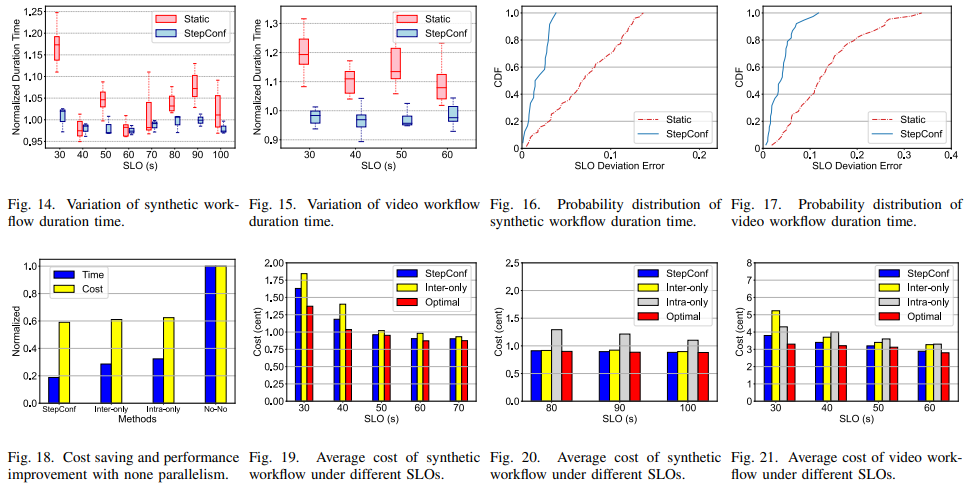 1.25
1.20
1.15
1.10
1.05
1.00
0.95
Normalized Duration Time
Static
StepConf
30 40 50 60 70 80 90 100
SLO (s)
Fig. 14. Variation of synthetic work-
flow duration time.
1.3
1.2
1.1
1.0
0.9
Normalized Duration Time
Static
StepConf
30 40 50 60
SLO (s)
Fig. 15. Variation of video workflow
duration time.
1.0
0.8
0.6
0.4
0.2
0
CDF
Static
StepConf
0 0.1 0.2
SLO Deviation Error
Fig. 16. Probability distribution of
synthetic workflow duration time.
1.0
0.8
0.6
0.4
0.2
0
CDF
Static
StepConf
0 0.1 0.2 0.3 0.4
SLO Deviation Error
Fig. 17. Probability distribution of
video workflow duration time.
1.0
0.8
0.6
0.4
0.2
0.0
Normalized
Time
Cost
StepConf Inter-only Intra-only No-No
Methods
Fig. 18. Cost saving and performance
improvement with none parallelism.
2.00
1.75
1.50
1.25
1.00
0.75
0.50
0.25
0.00
Cost (cent)
StepConf
Inter-only
Optimal
30 40 50 60 70
SLO (s)
Fig. 19. Average cost of synthetic
workflow under different SLOs.
2.5
2.0
1.5
1.0
0.5
0.0
Cost (cent)
StepConf
Inter-only
Intra-only
Optimal
80 90 100
SLO (s)
Fig. 20. Average cost of synthetic
workflow under different SLOs.
8
7
6
5
4
3
2
1
0
Cost (cent)
StepConf
Inter-only
Intra-only
Optimal
30 40 50 60
SLO (s)
Fig. 21. Average cost of video work-
flow under different SLOs.